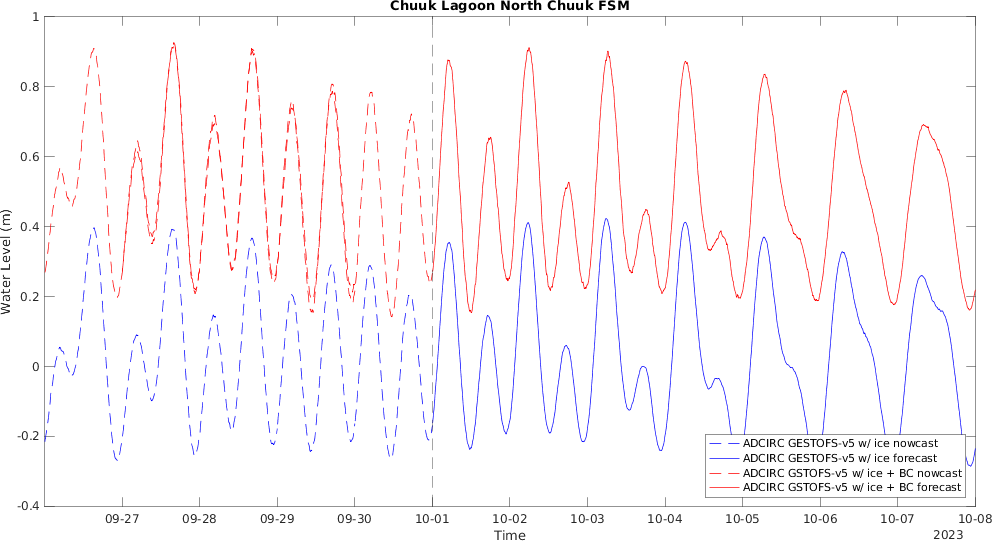 Chuuk Lagoon North Chuuk FSM
Water Level (m)
1
0.8
0.6
0.4
0.2
0
-0.2
-0.4
ADCIRC GESTOFS-v5 w/ ice nowcast
ADCIRC GESTOFS-v5 w/ ice forecast
ADCIRC GSTOFS-v5 w/ ice + BC nowcast
ADCIRC GSTOFS-v5 w/ ice + BC forecast
09-27 09-28 09-29 09-30 10-01 10-02 10-03 10-04 10-05 10-06 10-07 10-08
Time
2023